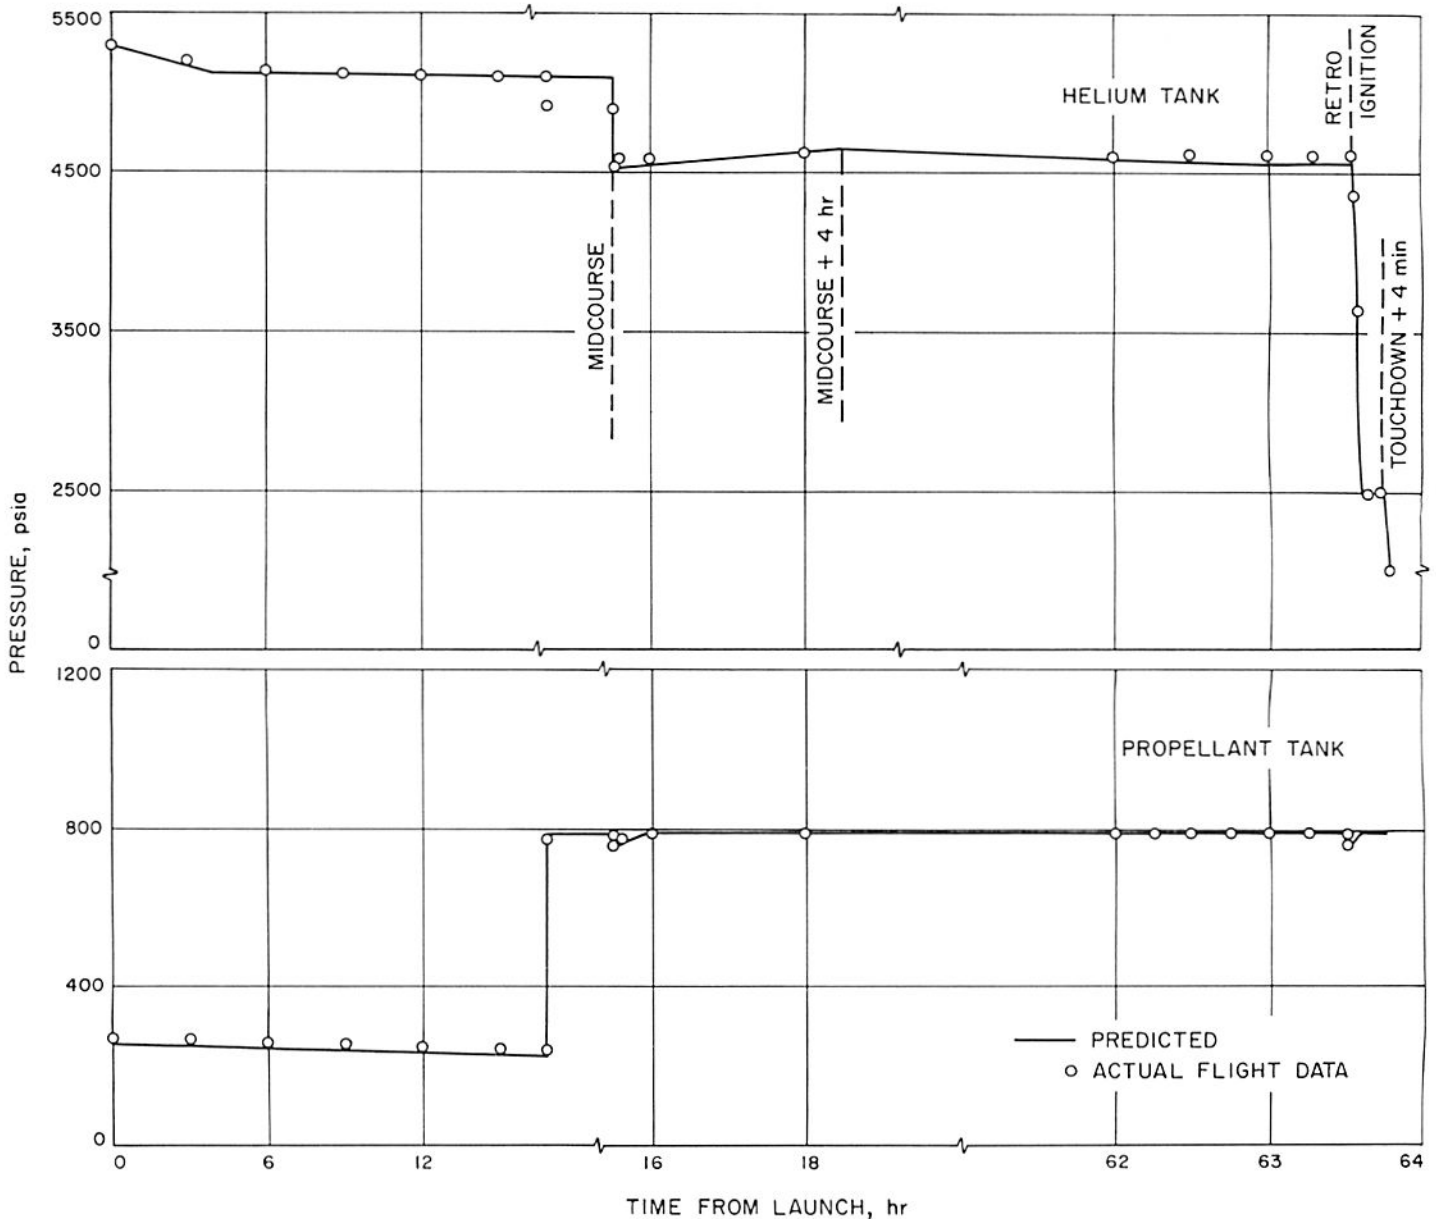 5500
4500
3500
2500
0
HELIUM TANK
RETRO
IGNITION
MIDCOURSE
MIDCOURSE + 4 hr
TOUCHDOWN + 4 min
PRESSURE, psia
1200
800
400
0
PROPELLANT TANK
PREDICTED
ACTUAL FLIGHT DATA
0 6 12 16 18 62 63 64
TIME FROM LAUNCH, hr